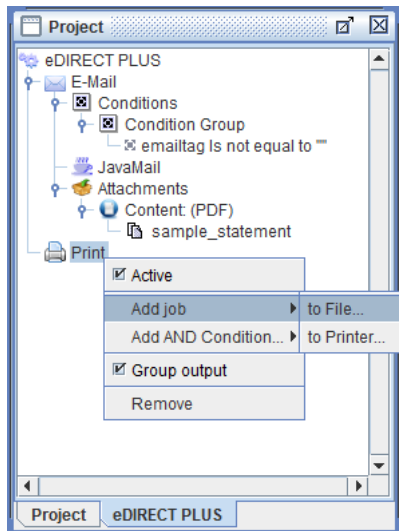 Project
eDIRECT PLUS
E-Mail
Conditions
Condition Group
emailtag Is not equal to ""
JavaMail
Attachments
Content: (PDF)
sample_statement
Print
Active
Add job
to File...
Add AND Condition...
to Printer...
Group output
Remove
Project
eDIRECT PLUS